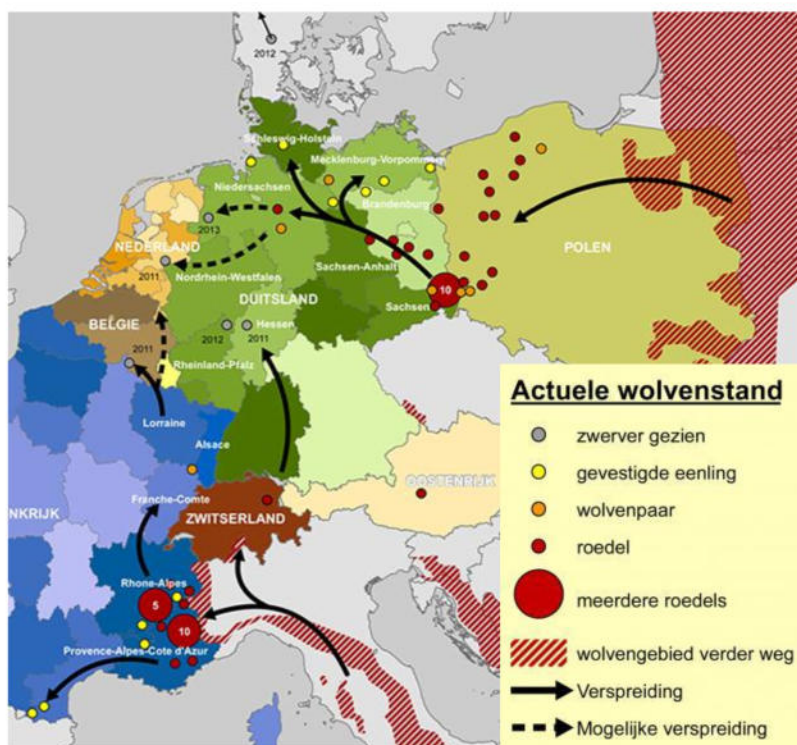 2012
Schleswig-Holstein
Mecklenburg-Vorpommern
Niedersachsen
Brandenburg
2013
NEDERLAND
POLEN
2011
Nordrhein-Westfalen
Sachsen-Anhalt
DUITSLAND
10
Sachsen
BELGIE
2012
Hessen
2011
2011
Rheinland-Pfalz
Lorraine
Alsace
OOSTENRIJK
Franche-Comte
NKRIJK
ZWITSERLAND
Rhone-Alpes
5
10
Provence-Alpes-Cote d'Azur
Actuele wolvenstand
zwerver gezien
gevestigde eenling
wolvenpaar
roedel
meerdere roedels
wolvengebied verder weg
Verspreiding
Mogelijke verspreiding